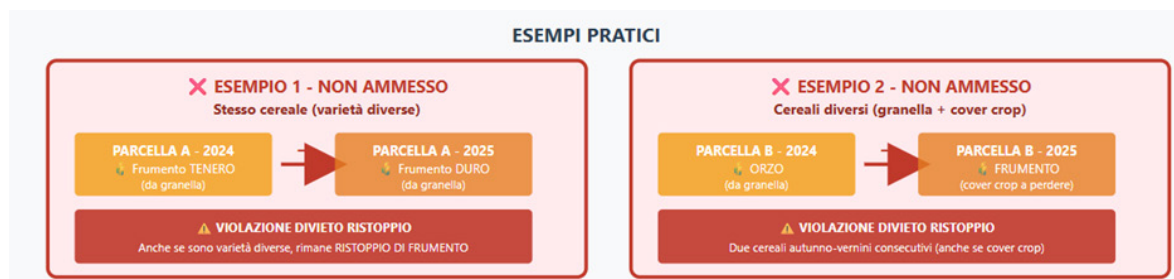 ESEMPI PRATICI
❌ ESEMPIO 1 - NON AMMESSO
Stesso cereale (varietà diverse)
PARCELLA A - 2024
Frumento TENERO
(da granella)
PARCELLA A - 2025
Frumento DURO
(da granella)
⚠️ VIOLAZIONE DIVIETO RISTOPPIO
Anche se sono varietà diverse, rimane RISTOPPIO DI FRUMENTO
❌ ESEMPIO 2 - NON AMMESSO
Cereali diversi (granella + cover crop)
PARCELLA B - 2024
ORZO
(da granella)
PARCELLA B - 2025
FRUMENTO
(cover crop a perdere)
⚠️ VIOLAZIONE DIVIETO RISTOPPIO
Due cereali autunno-vernini consecutivi (anche se cover crop)